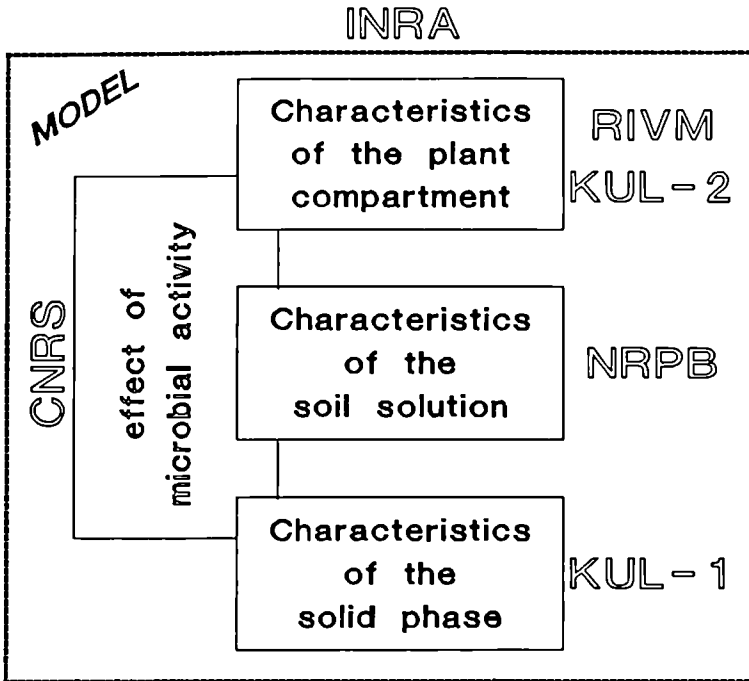 INRA
MODEL
Characteristics
of the plant
compartment
RIVM
KUL-2
CNRS
effect of
microbial activity
Characteristics
of the
soil solution
NRPB
Characteristics
of the
solid phase
KUL-1